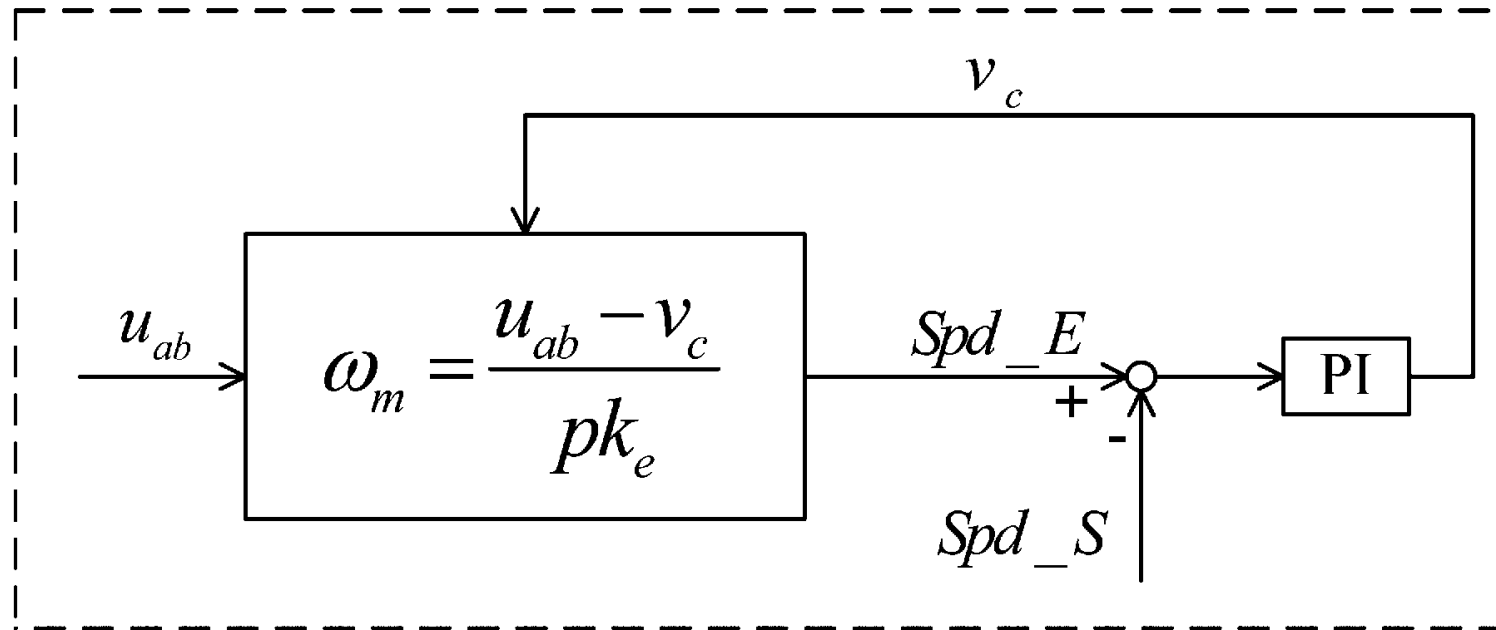 v_c
u_ab
ω_m = (u_ab − v_c) / (pk_e)
Spd_E
+
-
PI
Spd_S